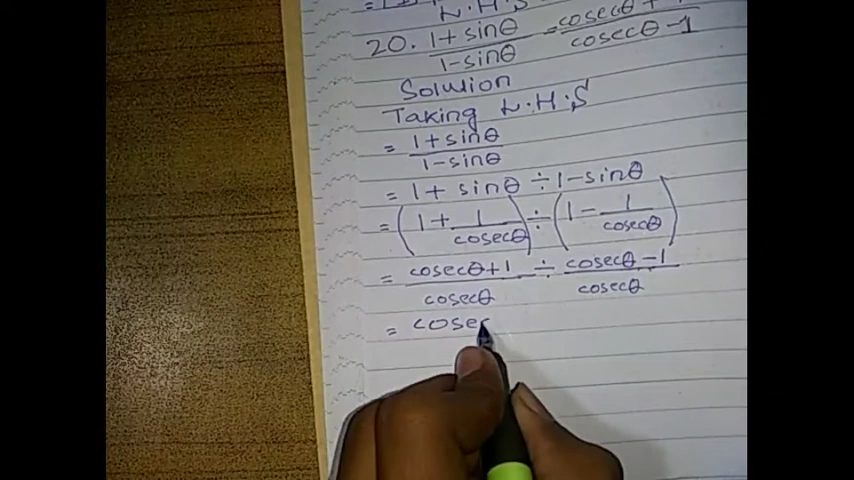 L.H.S
20. 1+sinθ/1-sinθ = cosecθ+1/cosecθ-1
Solution
Taking L.H.S
= 1+sinθ/1-sinθ
= 1+ sinθ ÷ 1-sinθ
= (1+ 1/cosecθ) ÷ (1- 1/cosecθ)
= cosecθ+1/cosecθ ÷ cosecθ-1/cosecθ
= cosec